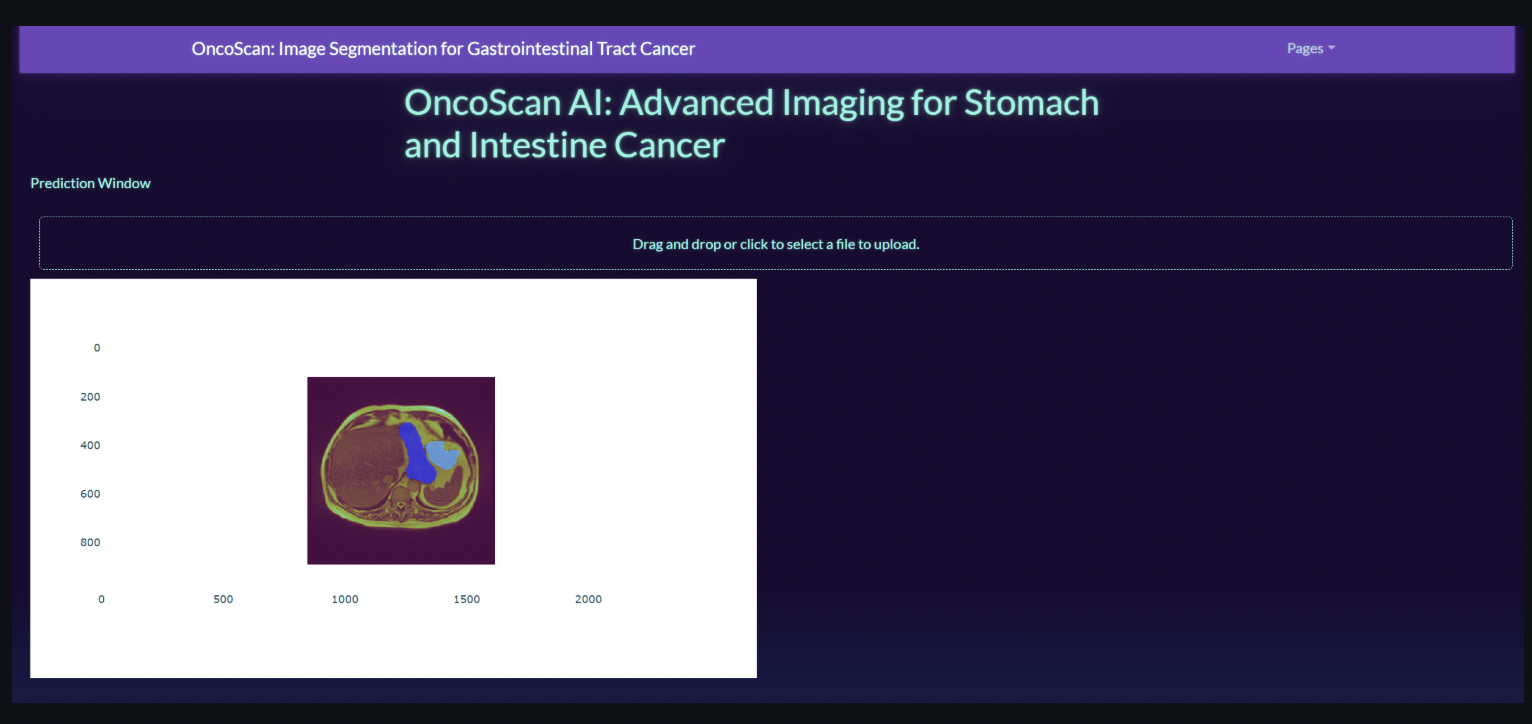 OncoScan: Image Segmentation for Gastrointestinal Tract Cancer
Pages
OncoScan AI: Advanced Imaging for Stomach
and Intestine Cancer
Prediction Window
Drag and drop or click to select a file to upload.
0
200
400
600
800
0 500 1000 1500 2000